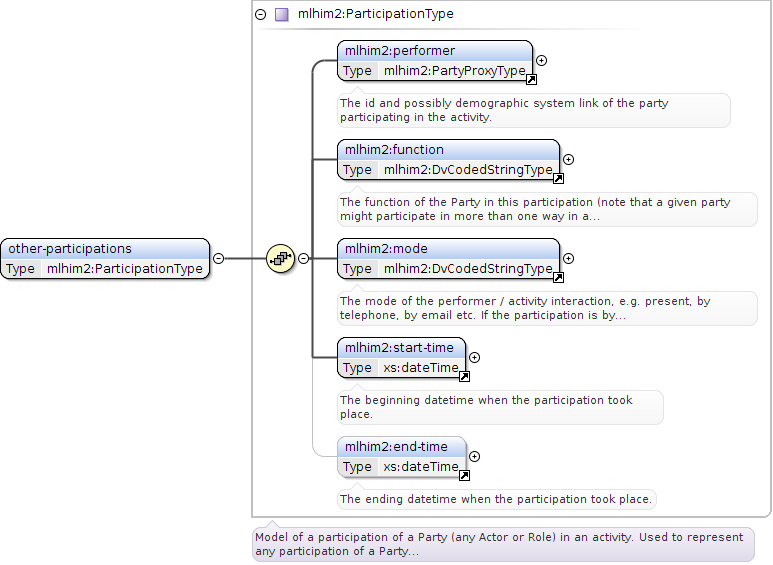 mlhim2:ParticipationType
mlhim2:performer
Type mlhim2:PartyProxyType
The id and possibly demographic system link of the party
participating in the activity.
mlhim2:function
Type mlhim2:DvCodedStringType
The function of the Party in this participation (note that a given party
might participate in more than one way in a...
other-participations
Type mlhim2:ParticipationType
mlhim2:mode
Type mlhim2:DvCodedStringType
The mode of the performer / activity interaction, e.g. present, by
telephone, by email etc. If the participation is by...
mlhim2:start-time
Type xs:dateTime
The beginning datetime when the participation took
place.
mlhim2:end-time
Type xs:dateTime
The ending datetime when the participation took place.
Model of a participation of a Party (any Actor or Role) in an activity. Used to represent
any participation of a Party...